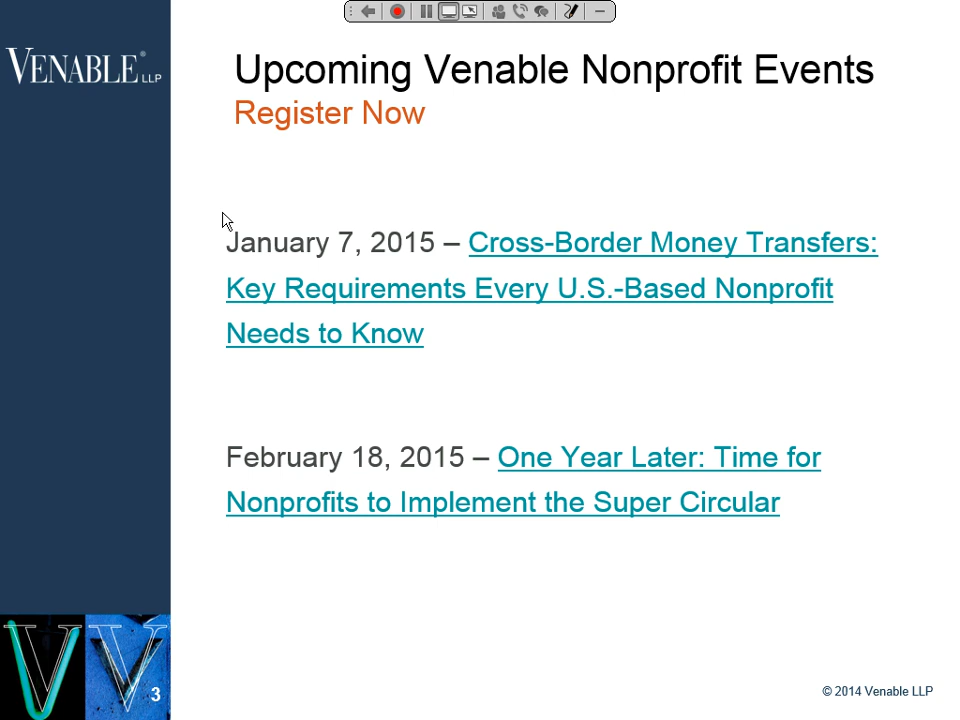 VENABLE® LLP
Upcoming Venable Nonprofit Events
Register Now
January 7, 2015 – Cross-Border Money Transfers:
Key Requirements Every U.S.-Based Nonprofit
Needs to Know
February 18, 2015 – One Year Later: Time for
Nonprofits to Implement the Super Circular
3
© 2014 Venable LLP